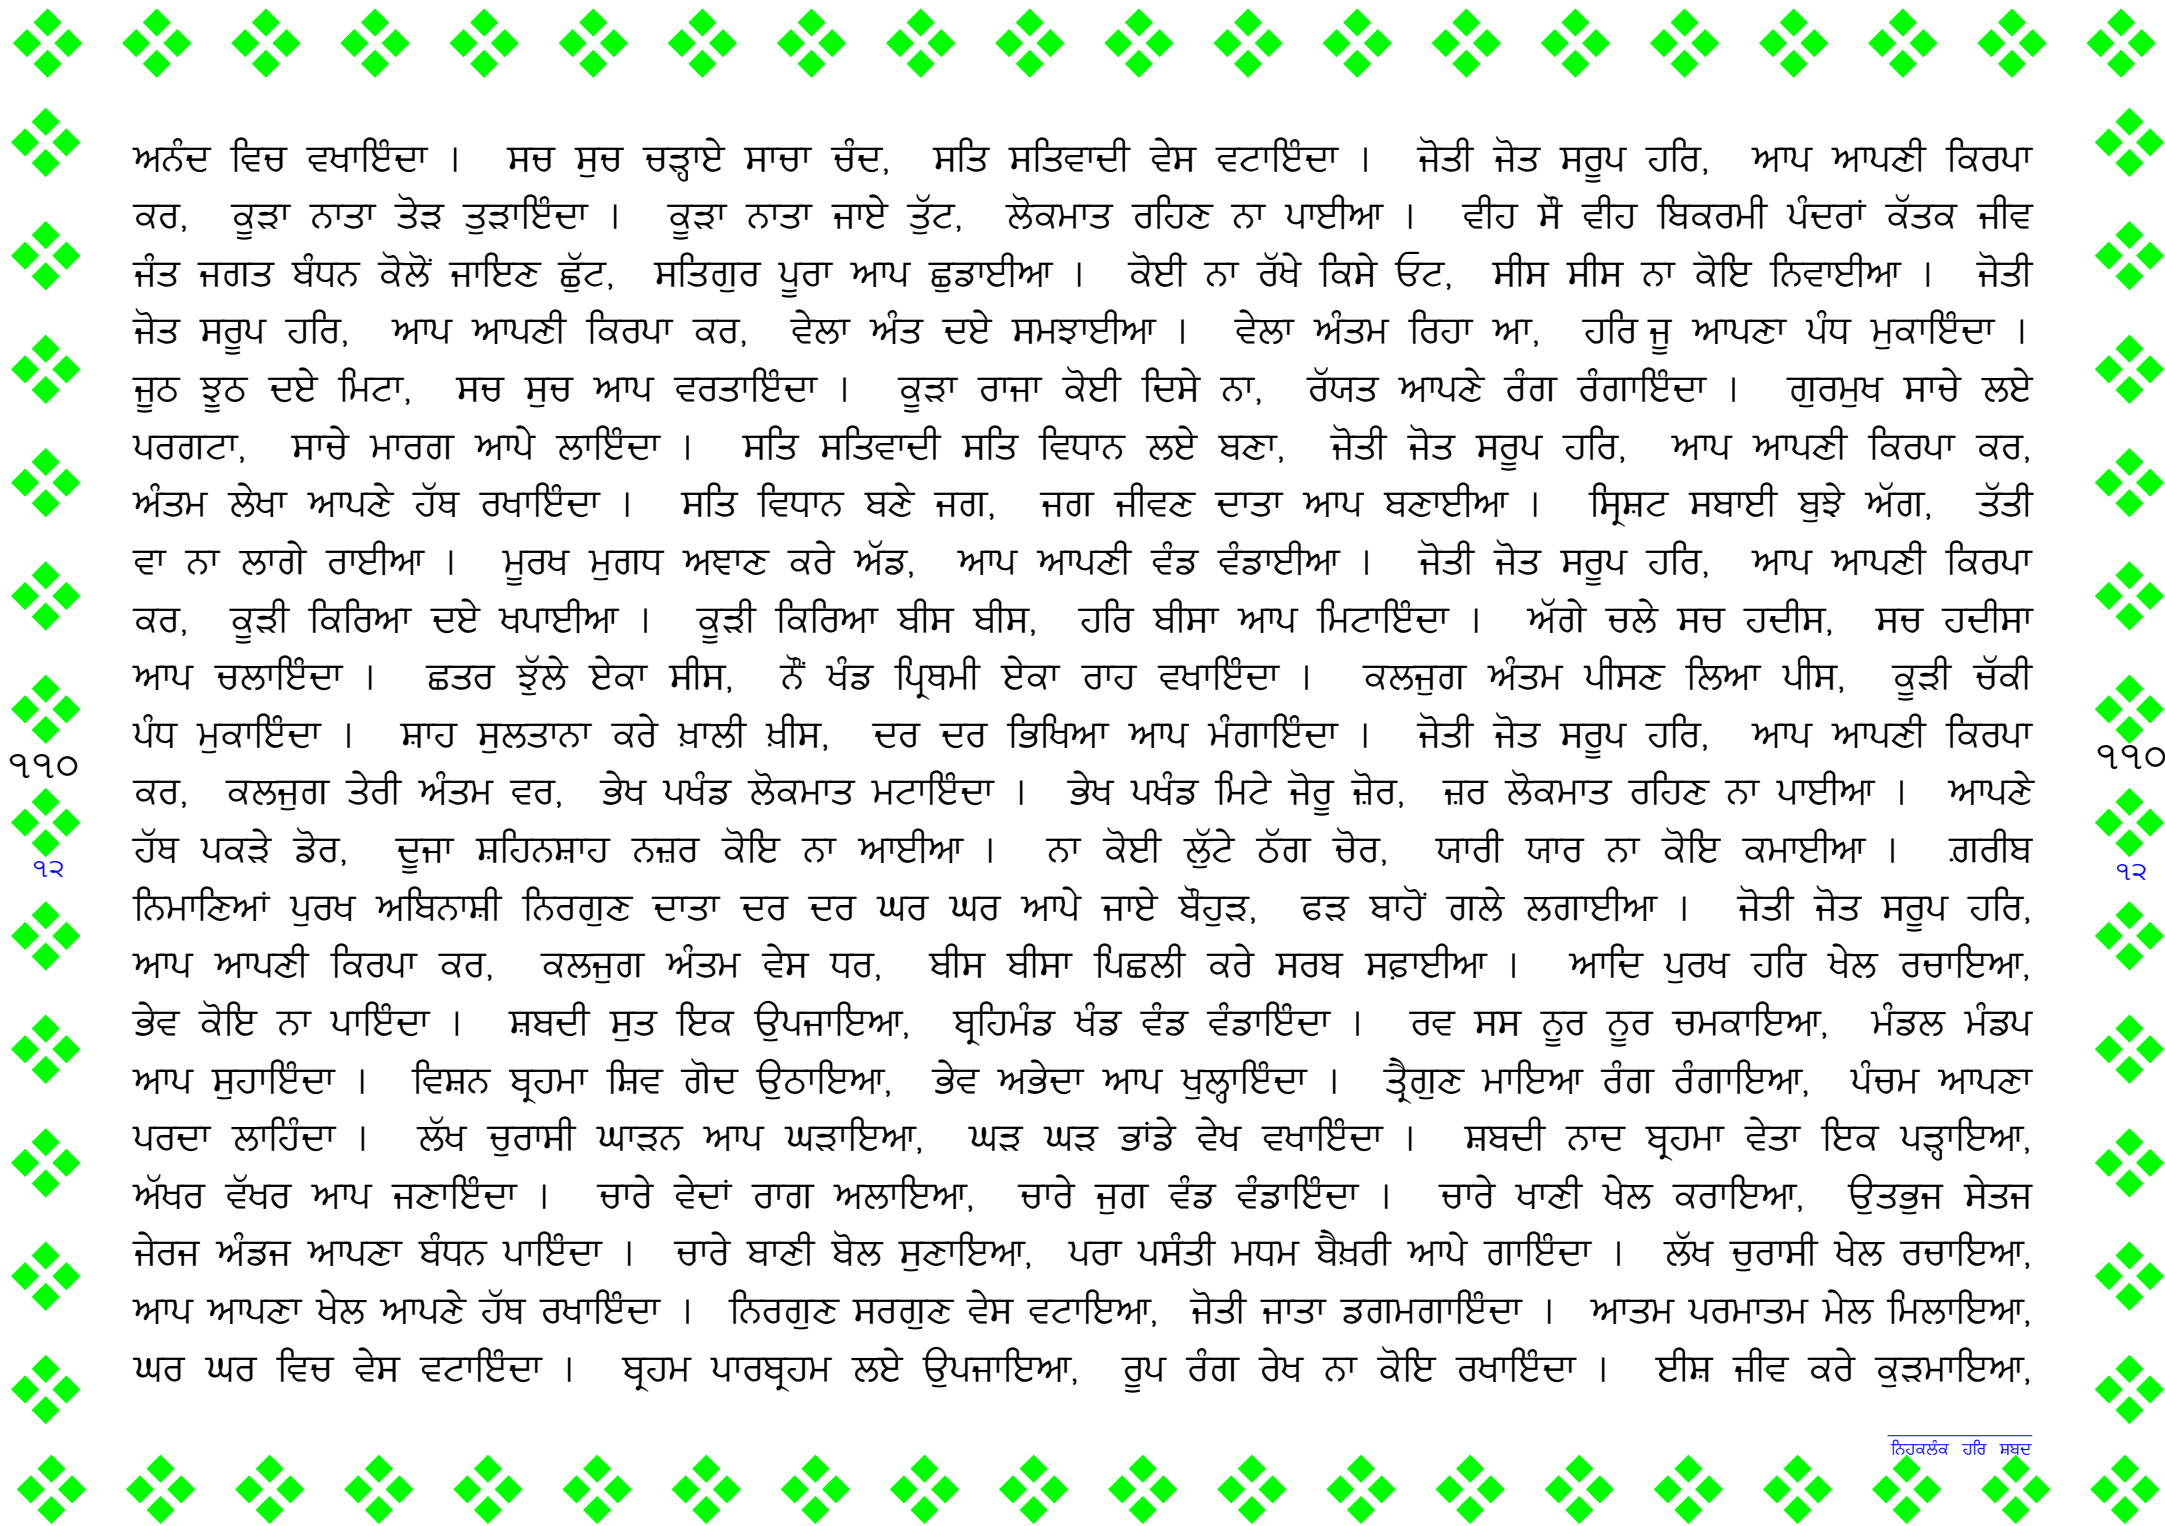 ਅਨੰਦ ਵਿਚ ਵਖਾਇੰਦਾ । ਸਚ ਸੁਚ ਚੜ੍ਹਾਏ ਸਾਚਾ ਚੰਦ, ਸਤਿ ਸਤਿਵਾਦੀ ਵੇਸ ਵਟਾਇੰਦਾ । ਜੋਤੀ ਜੋਤ ਸਰੂਪ ਹਰਿ, ਆਪ ਆਪਣੀ ਕਿਰਪਾ
ਕਰ, ਕੂੜਾ ਨਾਤਾ ਤੋੜ ਤੁੜਾਇੰਦਾ । ਕੂੜਾ ਨਾਤਾ ਜਾਏ ਤੁੱਟ, ਲੋਕਮਾਤ ਰਹਿਣ ਨਾ ਪਾਈਆ । ਵੀਹ ਸੌ ਵੀਹ ਬਿਕਰਮੀ ਪੰਦਰਾਂ ਕੱਤਕ ਜੀਵ
ਜੰਤ ਜਗਤ ਬੰਧਨ ਕੋਲੋਂ ਜਾਇਣ ਛੁੱਟ, ਸਤਿਗੁਰ ਪੂਰਾ ਆਪ ਛੁਡਾਈਆ । ਕੋਈ ਨਾ ਰੱਖੇ ਕਿਸੇ ਓਟ, ਸੀਸ ਸੀਸ ਨਾ ਕੋਇ ਨਿਵਾਈਆ । ਜੋਤੀ
ਜੋਤ ਸਰੂਪ ਹਰਿ, ਆਪ ਆਪਣੀ ਕਿਰਪਾ ਕਰ, ਵੇਲਾ ਅੰਤ ਦਏ ਸਮਝਾਈਆ । ਵੇਲਾ ਅੰਤਮ ਰਿਹਾ ਆ, ਹਰਿ ਜੂ ਆਪਣਾ ਪੰਧ ਮੁਕਾਇੰਦਾ ।
ਜੂਠ ਝੂਠ ਦਏ ਮਿਟਾ, ਸਚ ਸੁਚ ਆਪ ਵਰਤਾਇੰਦਾ । ਕੂੜਾ ਰਾਜਾ ਕੋਈ ਦਿਸੇ ਨਾ, ਰੱਯਤ ਆਪਣੇ ਰੰਗ ਰੰਗਾਇੰਦਾ । ਗੁਰਮੁਖ ਸਾਚੇ ਲਏ
ਪਰਗਟਾ, ਸਾਚੇ ਮਾਰਗ ਆਪੇ ਲਾਇੰਦਾ । ਸਤਿ ਸਤਿਵਾਦੀ ਸਤਿ ਵਿਧਾਨ ਲਏ ਬਣਾ, ਜੋਤੀ ਜੋਤ ਸਰੂਪ ਹਰਿ, ਆਪ ਆਪਣੀ ਕਿਰਪਾ ਕਰ,
ਅੰਤਮ ਲੇਖਾ ਆਪਣੇ ਹੱਥ ਰਖਾਇੰਦਾ । ਸਤਿ ਵਿਧਾਨ ਬਣੇ ਜਗ, ਜਗ ਜੀਵਣ ਦਾਤਾ ਆਪ ਬਣਾਈਆ । ਸ੍ਰਿਸ਼ਟ ਸਬਾਈ ਬੁਝੇ ਅੱਗ, ਤੱਤੀ
ਵਾ ਨਾ ਲਾਗੇ ਰਾਈਆ । ਮੂਰਖ ਮੁਗਧ ਅਞਾਣ ਕਰੇ ਅੱਡ, ਆਪ ਆਪਣੀ ਵੰਡ ਵੰਡਾਈਆ । ਜੋਤੀ ਜੋਤ ਸਰੂਪ ਹਰਿ, ਆਪ ਆਪਣੀ ਕਿਰਪਾ
ਕਰ, ਕੂੜੀ ਕਿਰਿਆ ਦਏ ਖਪਾਈਆ । ਕੂੜੀ ਕਿਰਿਆ ਬੀਸ ਬੀਸ, ਹਰਿ ਬੀਸਾ ਆਪ ਮਿਟਾਇੰਦਾ । ਅੱਗੇ ਚਲੇ ਸਚ ਹਦੀਸ, ਸਚ ਹਦੀਸਾ
ਆਪ ਚਲਾਇੰਦਾ । ਛਤਰ ਝੁੱਲੇ ਏਕਾ ਸੀਸ, ਨੌਂ ਖੰਡ ਪ੍ਰਿਥਮੀ ਏਕਾ ਰਾਹ ਵਖਾਇੰਦਾ । ਕਲਜੁਗ ਅੰਤਮ ਪੀਸਣ ਲਿਆ ਪੀਸ, ਕੂੜੀ ਚੱਕੀ
ਪੰਧ ਮੁਕਾਇੰਦਾ । ਸ਼ਾਹ ਸੁਲਤਾਨਾ ਕਰੇ ਖ਼ਾਲੀ ਖ਼ੀਸ, ਦਰ ਦਰ ਭਿਖਿਆ ਆਪ ਮੰਗਾਇੰਦਾ । ਜੋਤੀ ਜੋਤ ਸਰੂਪ ਹਰਿ, ਆਪ ਆਪਣੀ ਕਿਰਪਾ
੧੧੦ ੧੧੦
ਕਰ, ਕਲਜੁਗ ਤੇਰੀ ਅੰਤਮ ਵਰ, ਭੇਖ ਪਖੰਡ ਲੋਕਮਾਤ ਮਟਾਇੰਦਾ । ਭੇਖ ਪਖੰਡ ਮਿਟੇ ਜੋਰੂ ਜ਼ੋਰ, ਜ਼ਰ ਲੋਕਮਾਤ ਰਹਿਣ ਨਾ ਪਾਈਆ । ਆਪਣੇ
ਹੱਥ ਪਕੜੇ ਡੋਰ, ਦੂਜਾ ਸ਼ਹਿਨਸ਼ਾਹ ਨਜ਼ਰ ਕੋਇ ਨਾ ਆਈਆ । ਨਾ ਕੋਈ ਲੁੱਟੇ ਠੱਗ ਚੋਰ, ਯਾਰੀ ਯਾਰ ਨਾ ਕੋਇ ਕਮਾਈਆ । ਗ਼ਰੀਬ
੧੨ ੧੨
ਨਿਮਾਣਿਆਂ ਪੁਰਖ ਅਬਿਨਾਸ਼ੀ ਨਿਰਗੁਣ ਦਾਤਾ ਦਰ ਦਰ ਘਰ ਘਰ ਆਪੇ ਜਾਏ ਬੌਹੁੜ, ਫੜ ਬਾਹੋਂ ਗਲੇ ਲਗਾਈਆ । ਜੋਤੀ ਜੋਤ ਸਰੂਪ ਹਰਿ,
ਆਪ ਆਪਣੀ ਕਿਰਪਾ ਕਰ, ਕਲਜੁਗ ਅੰਤਮ ਵੇਸ ਧਰ, ਬੀਸ ਬੀਸਾ ਪਿਛਲੀ ਕਰੇ ਸਰਬ ਸਫ਼ਾਈਆ । ਆਦਿ ਪੁਰਖ ਹਰਿ ਖੇਲ ਰਚਾਇਆ,
ਭੇਵ ਕੋਇ ਨਾ ਪਾਇੰਦਾ । ਸ਼ਬਦੀ ਸੁਤ ਇਕ ਉਪਜਾਇਆ, ਬ੍ਰਹਿਮੰਡ ਖੰਡ ਵੰਡ ਵੰਡਾਇੰਦਾ । ਰਵ ਸਸ ਨੂਰ ਨੂਰ ਚਮਕਾਇਆ, ਮੰਡਲ ਮੰਡਪ
ਆਪ ਸੁਹਾਇੰਦਾ । ਵਿਸ਼ਨ ਬ੍ਰਹਮਾ ਸ਼ਿਵ ਗੋਦ ਉਠਾਇਆ, ਭੇਵ ਅਭੇਦਾ ਆਪ ਖੁਲ੍ਹਾਇੰਦਾ । ਤ੍ਰੈਗੁਣ ਮਾਇਆ ਰੰਗ ਰੰਗਾਇਆ, ਪੰਚਮ ਆਪਣਾ
ਪਰਦਾ ਲਾਹਿੰਦਾ । ਲੱਖ ਚੁਰਾਸੀ ਘਾੜਨ ਆਪ ਘੜਾਇਆ, ਘੜ ਘੜ ਭਾਂਡੇ ਵੇਖ ਵਖਾਇੰਦਾ । ਸ਼ਬਦੀ ਨਾਦ ਬ੍ਰਹਮਾ ਵੇਤਾ ਇਕ ਪੜ੍ਹਾਇਆ,
ਅੱਖਰ ਵੱਖਰ ਆਪ ਜਣਾਇੰਦਾ । ਚਾਰੇ ਵੇਦਾਂ ਰਾਗ ਅਲਾਇਆ, ਚਾਰੇ ਜੁਗ ਵੰਡ ਵੰਡਾਇੰਦਾ । ਚਾਰੇ ਖਾਣੀ ਖੇਲ ਕਰਾਇਆ, ਉਤਭੁਜ ਸੇਤਜ
ਜੇਰਜ ਅੰਡਜ ਆਪਣਾ ਬੰਧਨ ਪਾਇੰਦਾ । ਚਾਰੇ ਬਾਣੀ ਬੋਲ ਸੁਣਾਇਆ, ਪਰਾ ਪਸੰਤੀ ਮਧਮ ਬੈਖ਼ਰੀ ਆਪੇ ਗਾਇੰਦਾ । ਲੱਖ ਚੁਰਾਸੀ ਖੇਲ ਰਚਾਇਆ,
ਆਪ ਆਪਣਾ ਖੇਲ ਆਪਣੇ ਹੱਥ ਰਖਾਇੰਦਾ । ਨਿਰਗੁਣ ਸਰਗੁਣ ਵੇਸ ਵਟਾਇਆ, ਜੋਤੀ ਜਾਤਾ ਡਗਮਗਾਇੰਦਾ । ਆਤਮ ਪਰਮਾਤਮ ਮੇਲ ਮਿਲਾਇਆ,
ਘਰ ਘਰ ਵਿਚ ਵੇਸ ਵਟਾਇੰਦਾ । ਬ੍ਰਹਮ ਪਾਰਬ੍ਰਹਮ ਲਏ ਉਪਜਾਇਆ, ਰੂਪ ਰੰਗ ਰੇਖ ਨਾ ਕੋਇ ਰਖਾਇੰਦਾ । ਈਸ਼ ਜੀਵ ਕਰੇ ਕੁੜਮਾਇਆ,
ਨਿਹਕਲੰਕ ਹਰਿ ਸ਼ਬਦ